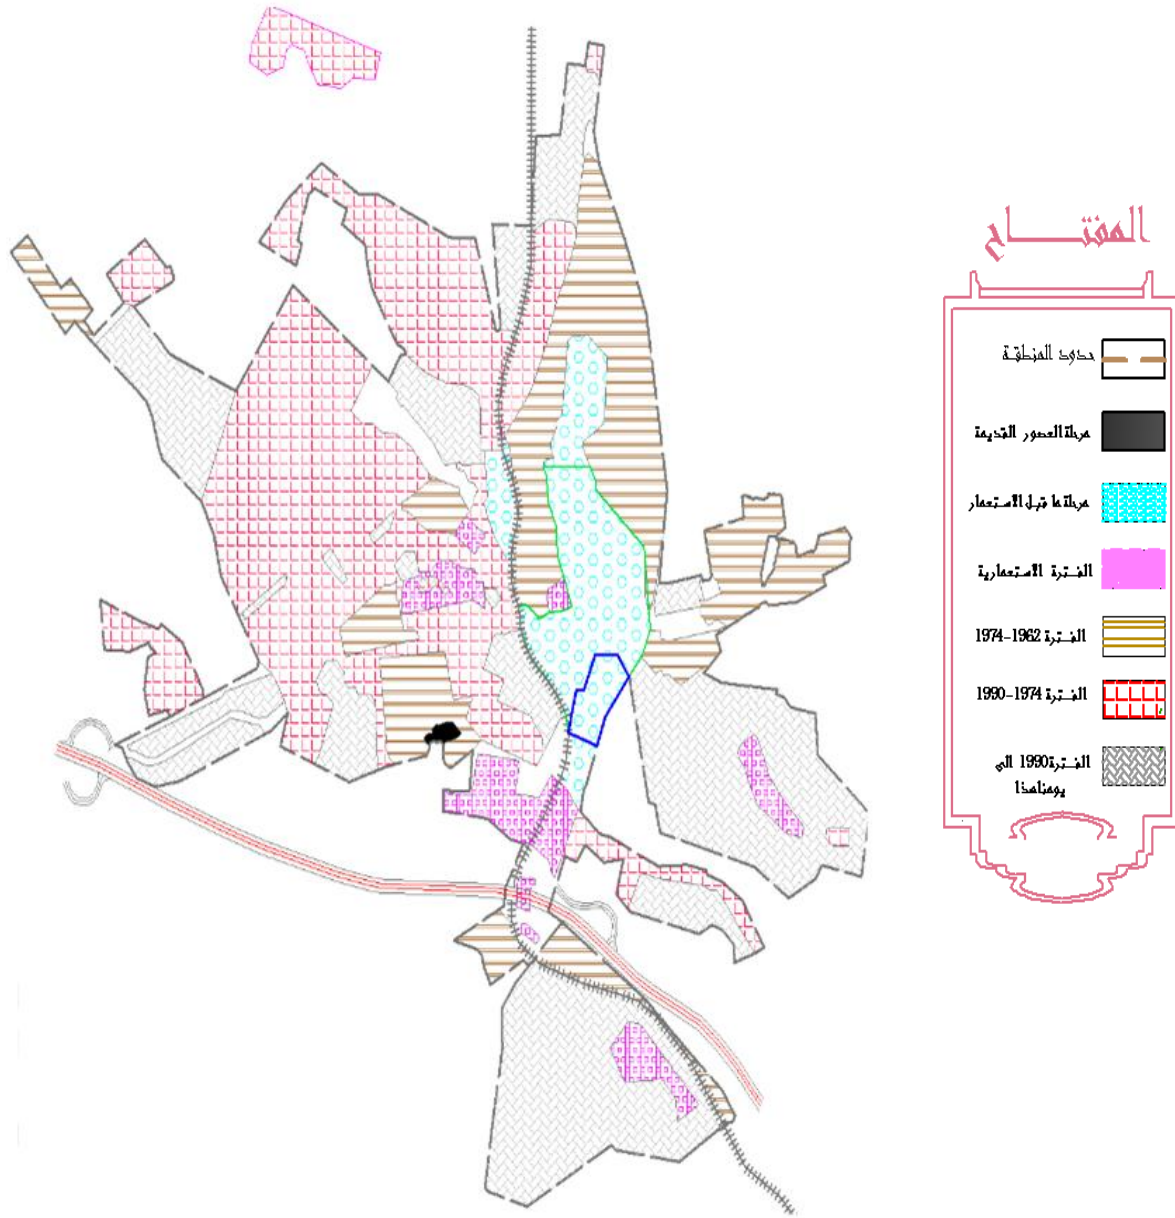 المفتاح
حدود المنطقة
مرحلة العصور القديمة
مرحلة ما قبل الاستعمار
الفترة الاستعمارية
الفترة 1962-1974
الفترة 1974-1990
الفترة 1990 الى
يومنا هذا